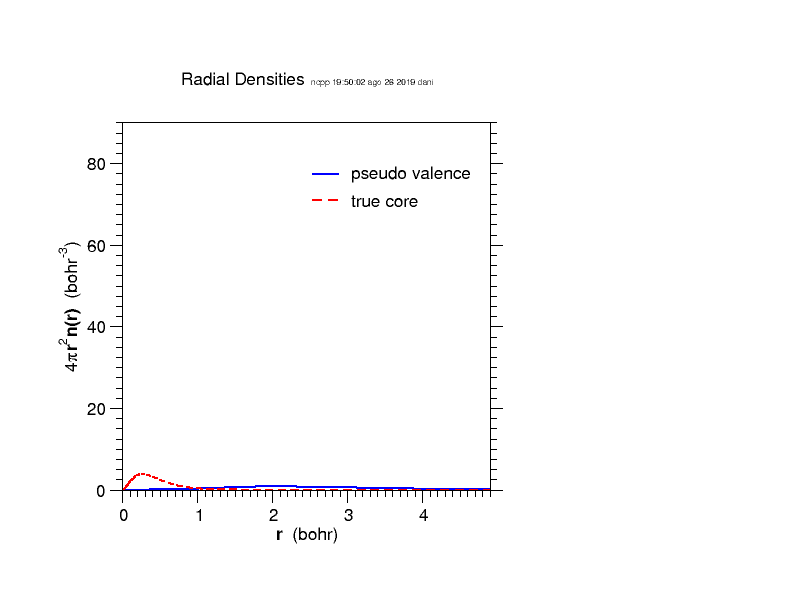 Radial Densities ncpp 19:50:02 ago 26 2019 dani
pseudo valence
true core
80
60
40
20
0
4πr²n(r) (bohr⁻³)
0 1 2 3 4
r (bohr)